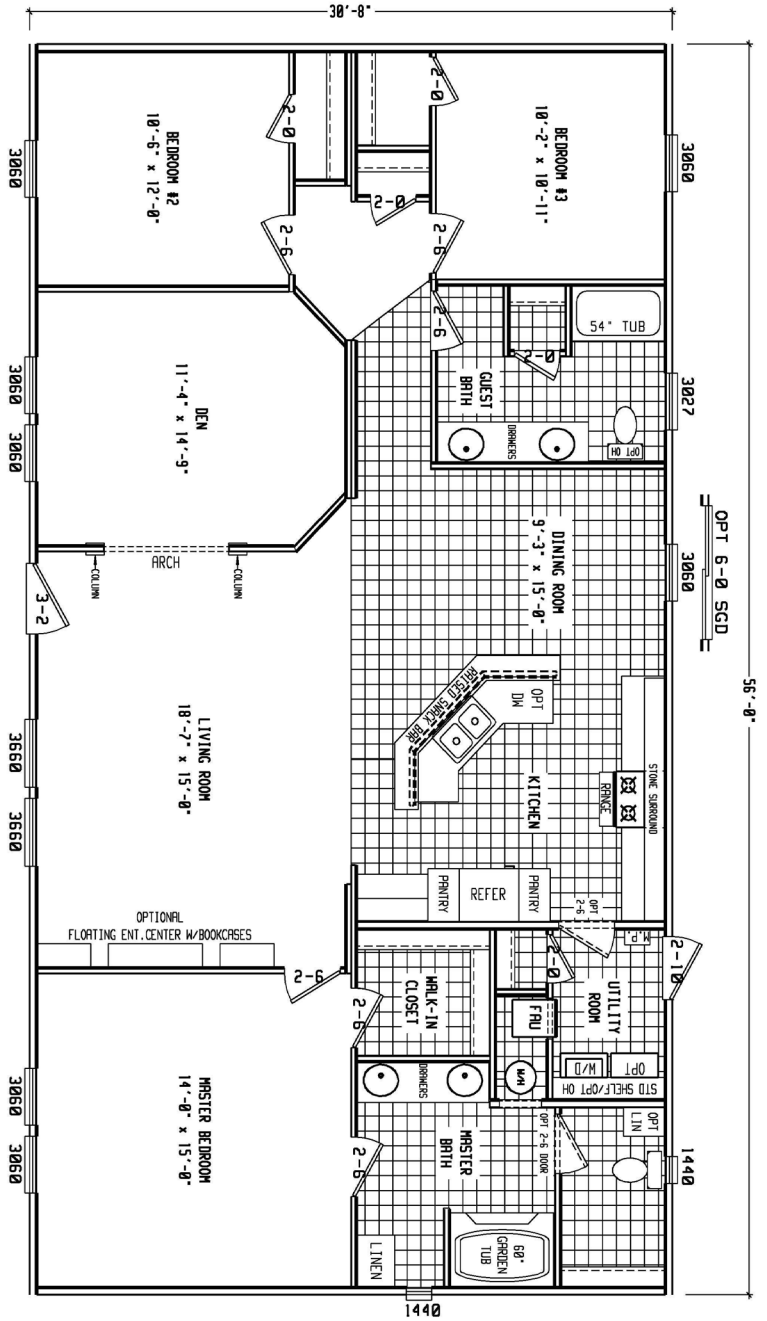 30'-8"
56'-0"
3060
3060
3027
OPT 6-0 SGD
3060
2-10
1440
BEDROOM #2
10'-6" x 12'-0"
2-0
2-6
2-0
2-0
2-6
BEDROOM #3
10'-2" x 10'-11"
DEN
11'-4" x 14'-9"
3060
3060
2-6
GUEST
BATH
2-0
54" TUB
DRAWERS
OPT OH
ARCH
COLUMN
COLUMN
3-2
DINING ROOM
9'-3" x 15'-0"
LIVING ROOM
18'-7" x 15'-0"
3660
3660
RAISED SNACK BAR
OPT
DW
KITCHEN
STONE SURROUND
RANGE
PANTRY
REFER
PANTRY
OPT
2-6
OPTIONAL
FLOATING ENT.CENTER W/BOOKCASES
2-6
WALK-IN
CLOSET
2-6
2-0
M.P.
UTILITY
ROOM
FAU
W/H
W/D
OPT
STD SHELF/OPT OH
MASTER BEDROOM
14'-0" x 15'-0"
3060
3060
DRAWERS
2-6
MASTER
BATH
OPT 2-6 DOOR
OPT
LIN
LINEN
60"
GARDEN
TUB
1440